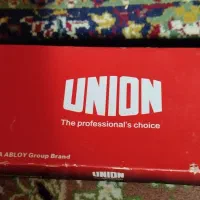 UNION
The professional's choice
ABLOY Group Brand
UNION